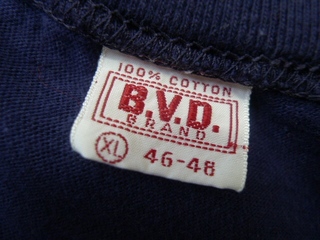 100% COTTON
B.V.D.
BRAND
XL 46-48